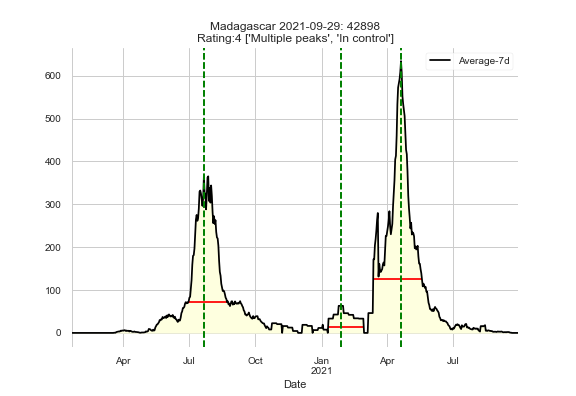 Madagascar 2021-09-29: 42898
Rating:4 ['Multiple peaks', 'In control']
Average-7d
600
500
400
300
200
100
0
Apr Jul Oct Jan Apr Jul
2021
Date